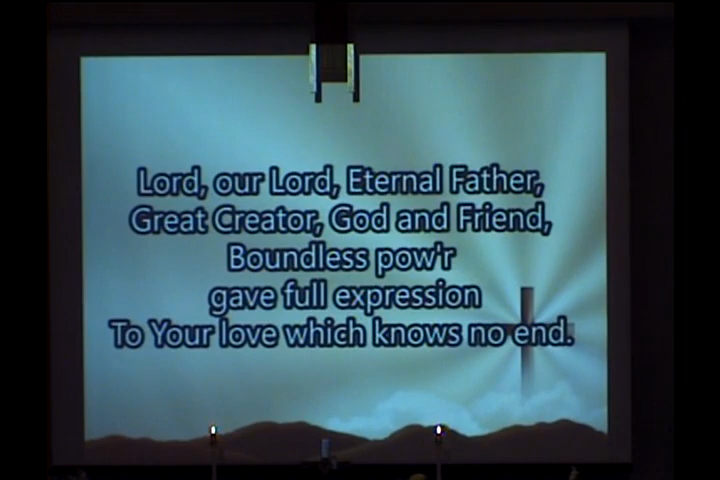 Lord, our Lord, Eternal Father,
Great Creator, God and Friend,
Boundless pow'r
gave full expression
To Your love which knows no end.